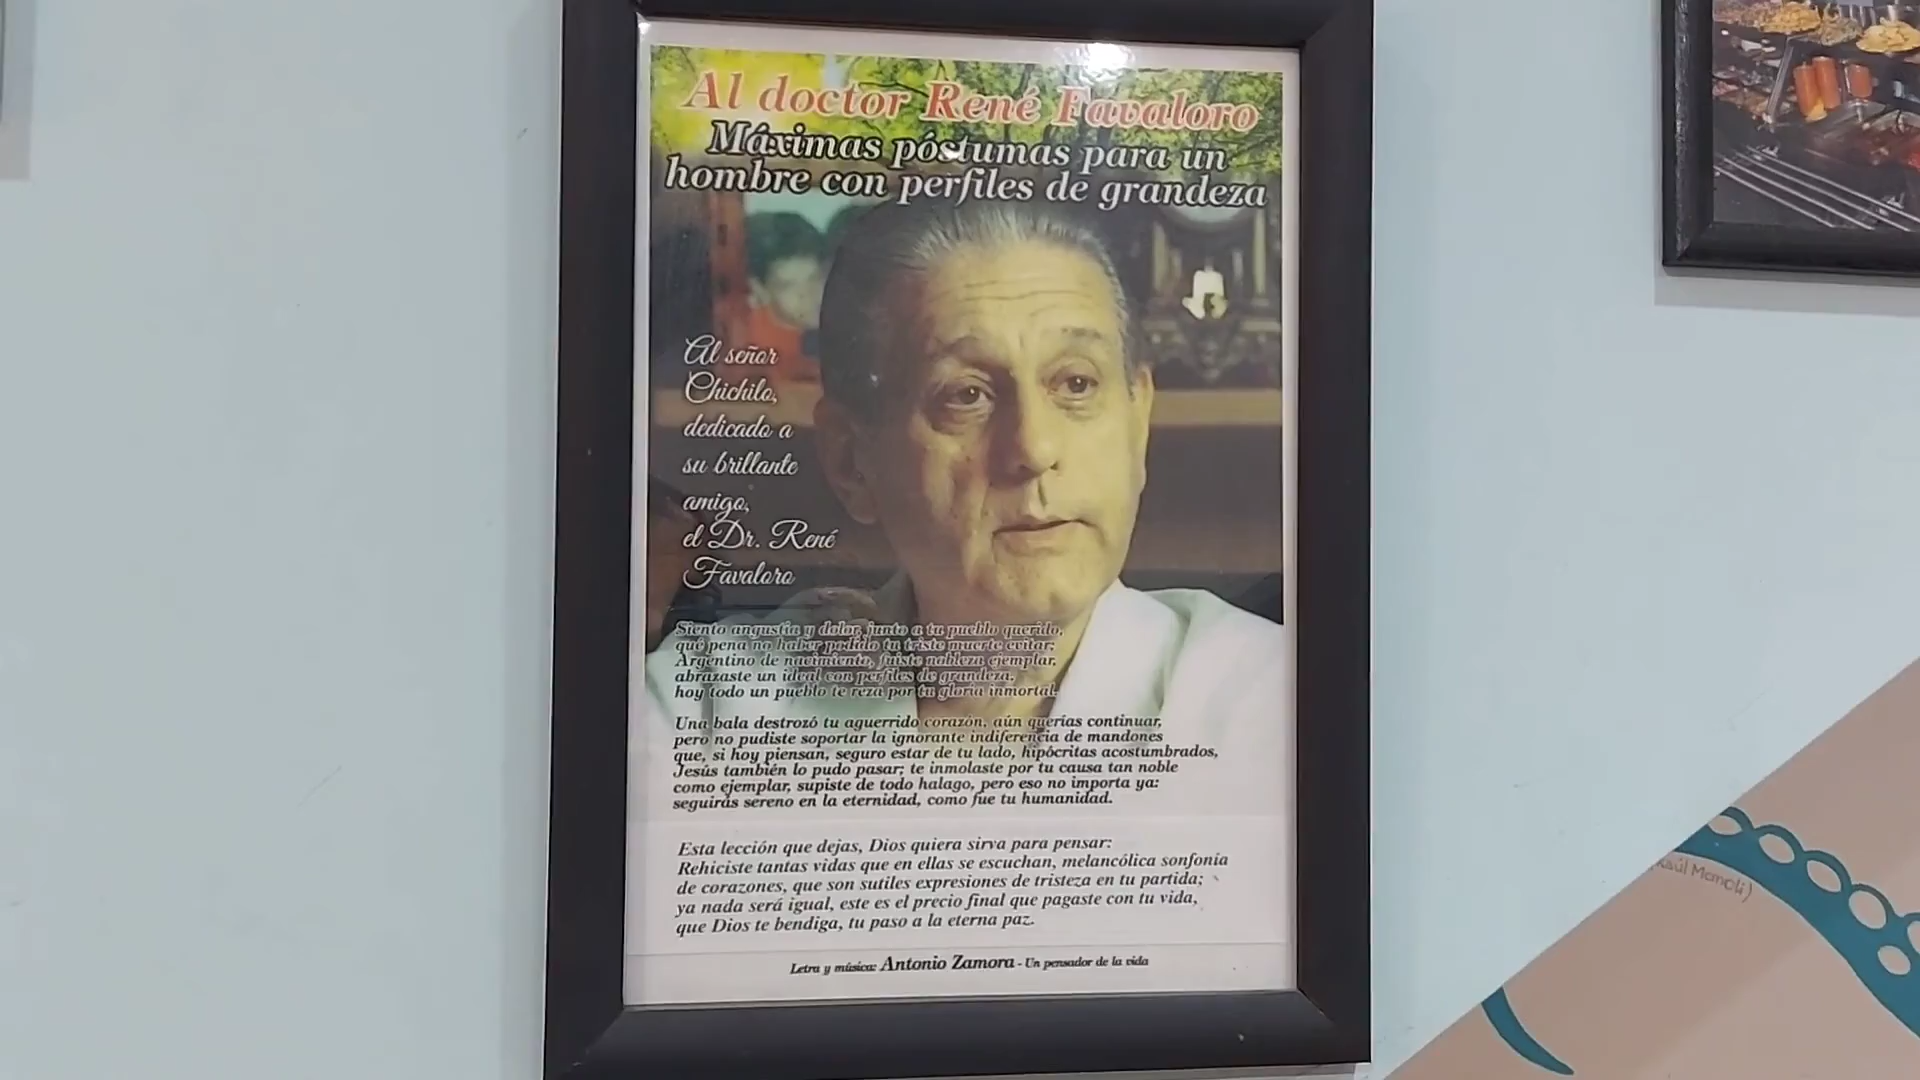 Al doctor René Favaloro
Máximas póstumas para un
hombre con perfiles de grandeza
Al señor
Chichilo,
dedicado a
su brillante
amigo,
el Dr. René
Favaloro
Siento angustia y dolor, junto a tu pueblo querido,
qué pena no haber podido tu triste muerte evitar;
Argentino de nacimiento, fuiste nobleza ejemplar,
abrazaste un ideal con perfiles de grandeza,
hoy todo un pueblo te reza por tu gloria inmortal.
Una bala destrozó tu aguerrido corazón, aún querías continuar,
pero no pudiste soportar la ignorante indiferencia de mandones
que, si hoy piensan, seguro estar de tu lado, hipócritas acostumbrados,
Jesús también lo pudo pasar; te inmolaste por tu causa tan noble
como ejemplar, supiste de todo halago, pero eso no importa ya:
seguirás sereno en la eternidad, como fue tu humanidad.
Esta lección que dejas, Dios quiera sirva para pensar:
Rehiciste tantas vidas que en ellas se escuchan, melancólica sonfonía
de corazones, que son sutiles expresiones de tristeza en tu partida;
ya nada será igual, este es el precio final que pagaste con tu vida,
que Dios te bendiga, tu paso a la eterna paz.
Letra y música: Antonio Zamora - Un pensador de la vida
Raúl Mamoli)